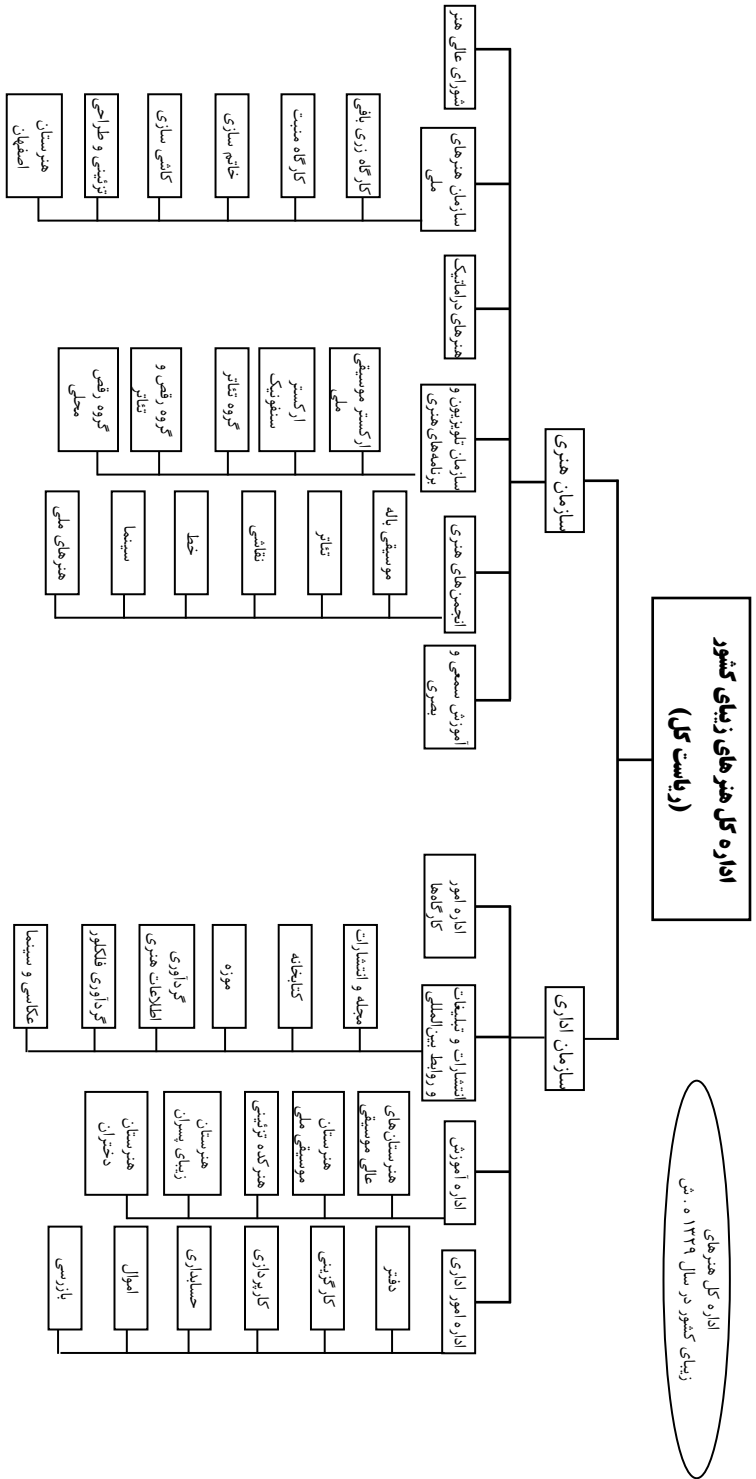 اداره کل هنرهای
زیبای کشور در سال ۱۳۲۹ ه . ش
اداره کل هنرهای زیبای کشور
(ریاست کل)
سازمان هنری
سازمان اداری
شورای عالی هنر
سازمان هنرهای
ملی
هنرهای دراماتیک
سازمان تلویزیون و
برنامه‌های هنری
انجمن‌های هنری
آموزش سمعی و
بصری
اداره امور
کارگاه‌ها
انتشارات و تبلیغات
و روابط بین‌المللی
اداره آموزش
اداره امور اداری
کارگاه زری بافی
کارگاه منبت
خاتم سازی
کاشی سازی
تزئینی و طراحی
هنرستان
اصفهان
ارکستر موسیقی
ملی
ارکستر
سنفونیک
گروه تئاتر
گروه رقص و
تئاتر
گروه رقص
محلی
موسیقی باله
تئاتر
نقاشی
خط
سینما
هنرهای ملی
مجله و انتشارات
کتابخانه
موزه
گردآوری
اطلاعات هنری
گردآوری فلکلور
عکاسی و سینما
هنرستان‌های
عالی موسیقی
هنرستان
موسیقی ملی
هنرکده تزئینی
هنرستان
زیبای پسران
هنرستان
دختران
دفتر
کارگزینی
کارپردازی
حسابداری
اموال
بازرسی